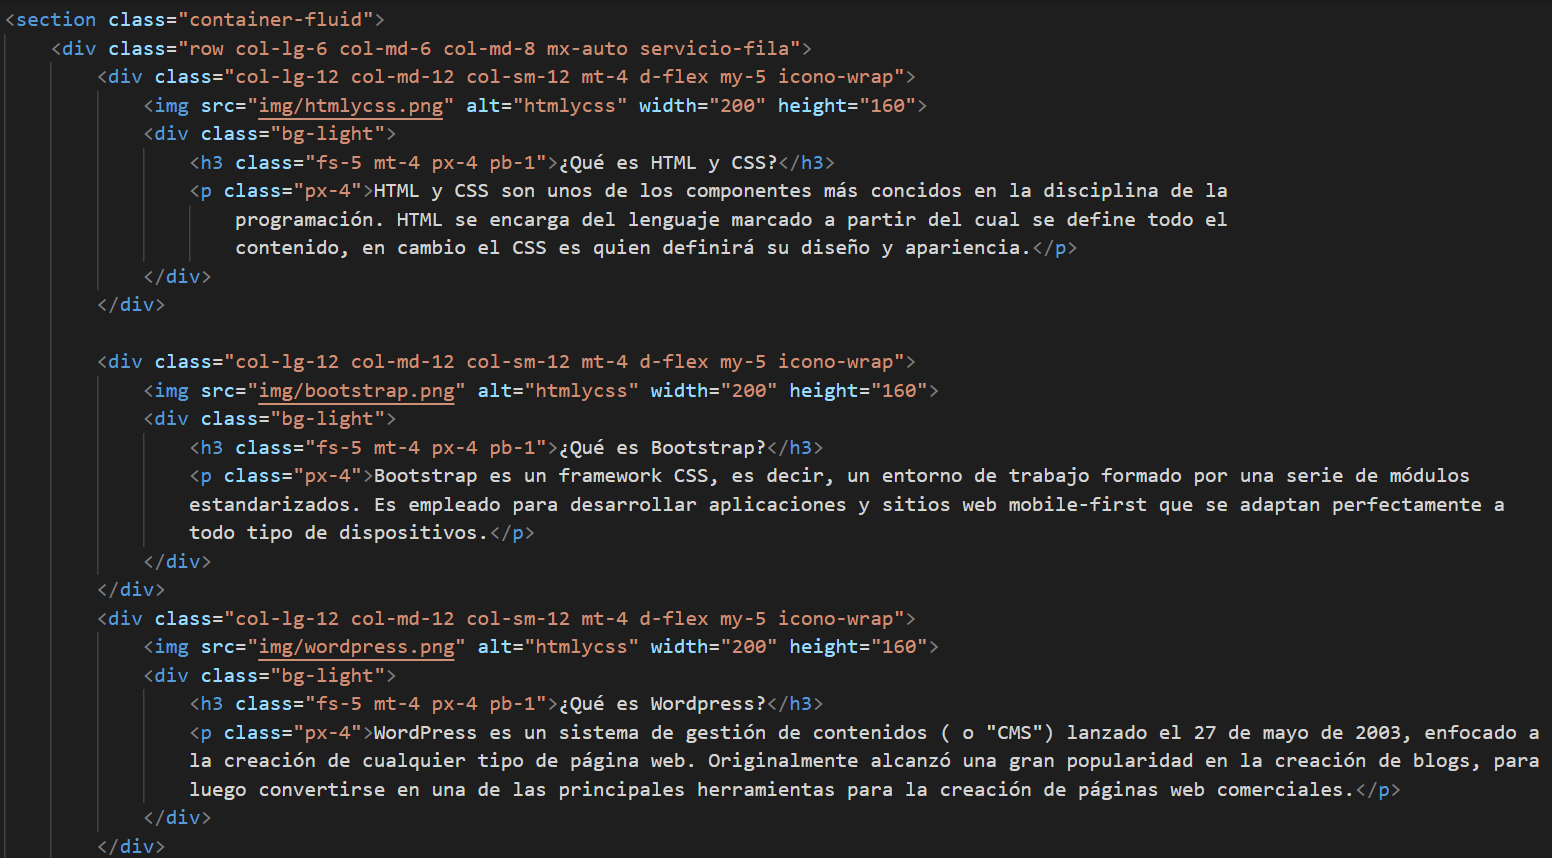 <section class="container-fluid">
<div class="row col-lg-6 col-md-6 col-md-8 mx-auto servicio-fila">
<div class="col-lg-12 col-md-12 col-sm-12 mt-4 d-flex my-5 icono-wrap">
<img src="img/htmlycss.png" alt="htmlycss" width="200" height="160">
<div class="bg-light">
<h3 class="fs-5 mt-4 px-4 pb-1">¿Qué es HTML y CSS?</h3>
<p class="px-4">HTML y CSS son unos de los componentes más concidos en la disciplina de la
programación. HTML se encarga del lenguaje marcado a partir del cual se define todo el
contenido, en cambio el CSS es quien definirá su diseño y apariencia.</p>
</div>
</div>
<div class="col-lg-12 col-md-12 col-sm-12 mt-4 d-flex my-5 icono-wrap">
<img src="img/bootstrap.png" alt="htmlycss" width="200" height="160">
<div class="bg-light">
<h3 class="fs-5 mt-4 px-4 pb-1">¿Qué es Bootstrap?</h3>
<p class="px-4">Bootstrap es un framework CSS, es decir, un entorno de trabajo formado por una serie de módulos
estandarizados. Es empleado para desarrollar aplicaciones y sitios web mobile-first que se adaptan perfectamente a
todo tipo de dispositivos.</p>
</div>
</div>
<div class="col-lg-12 col-md-12 col-sm-12 mt-4 d-flex my-5 icono-wrap">
<img src="img/wordpress.png" alt="htmlycss" width="200" height="160">
<div class="bg-light">
<h3 class="fs-5 mt-4 px-4 pb-1">¿Qué es Wordpress?</h3>
<p class="px-4">WordPress es un sistema de gestión de contenidos ( o "CMS") lanzado el 27 de mayo de 2003, enfocado a
la creación de cualquier tipo de página web. Originalmente alcanzó una gran popularidad en la creación de blogs, para
luego convertirse en una de las principales herramientas para la creación de páginas web comerciales.</p>
</div>
</div>